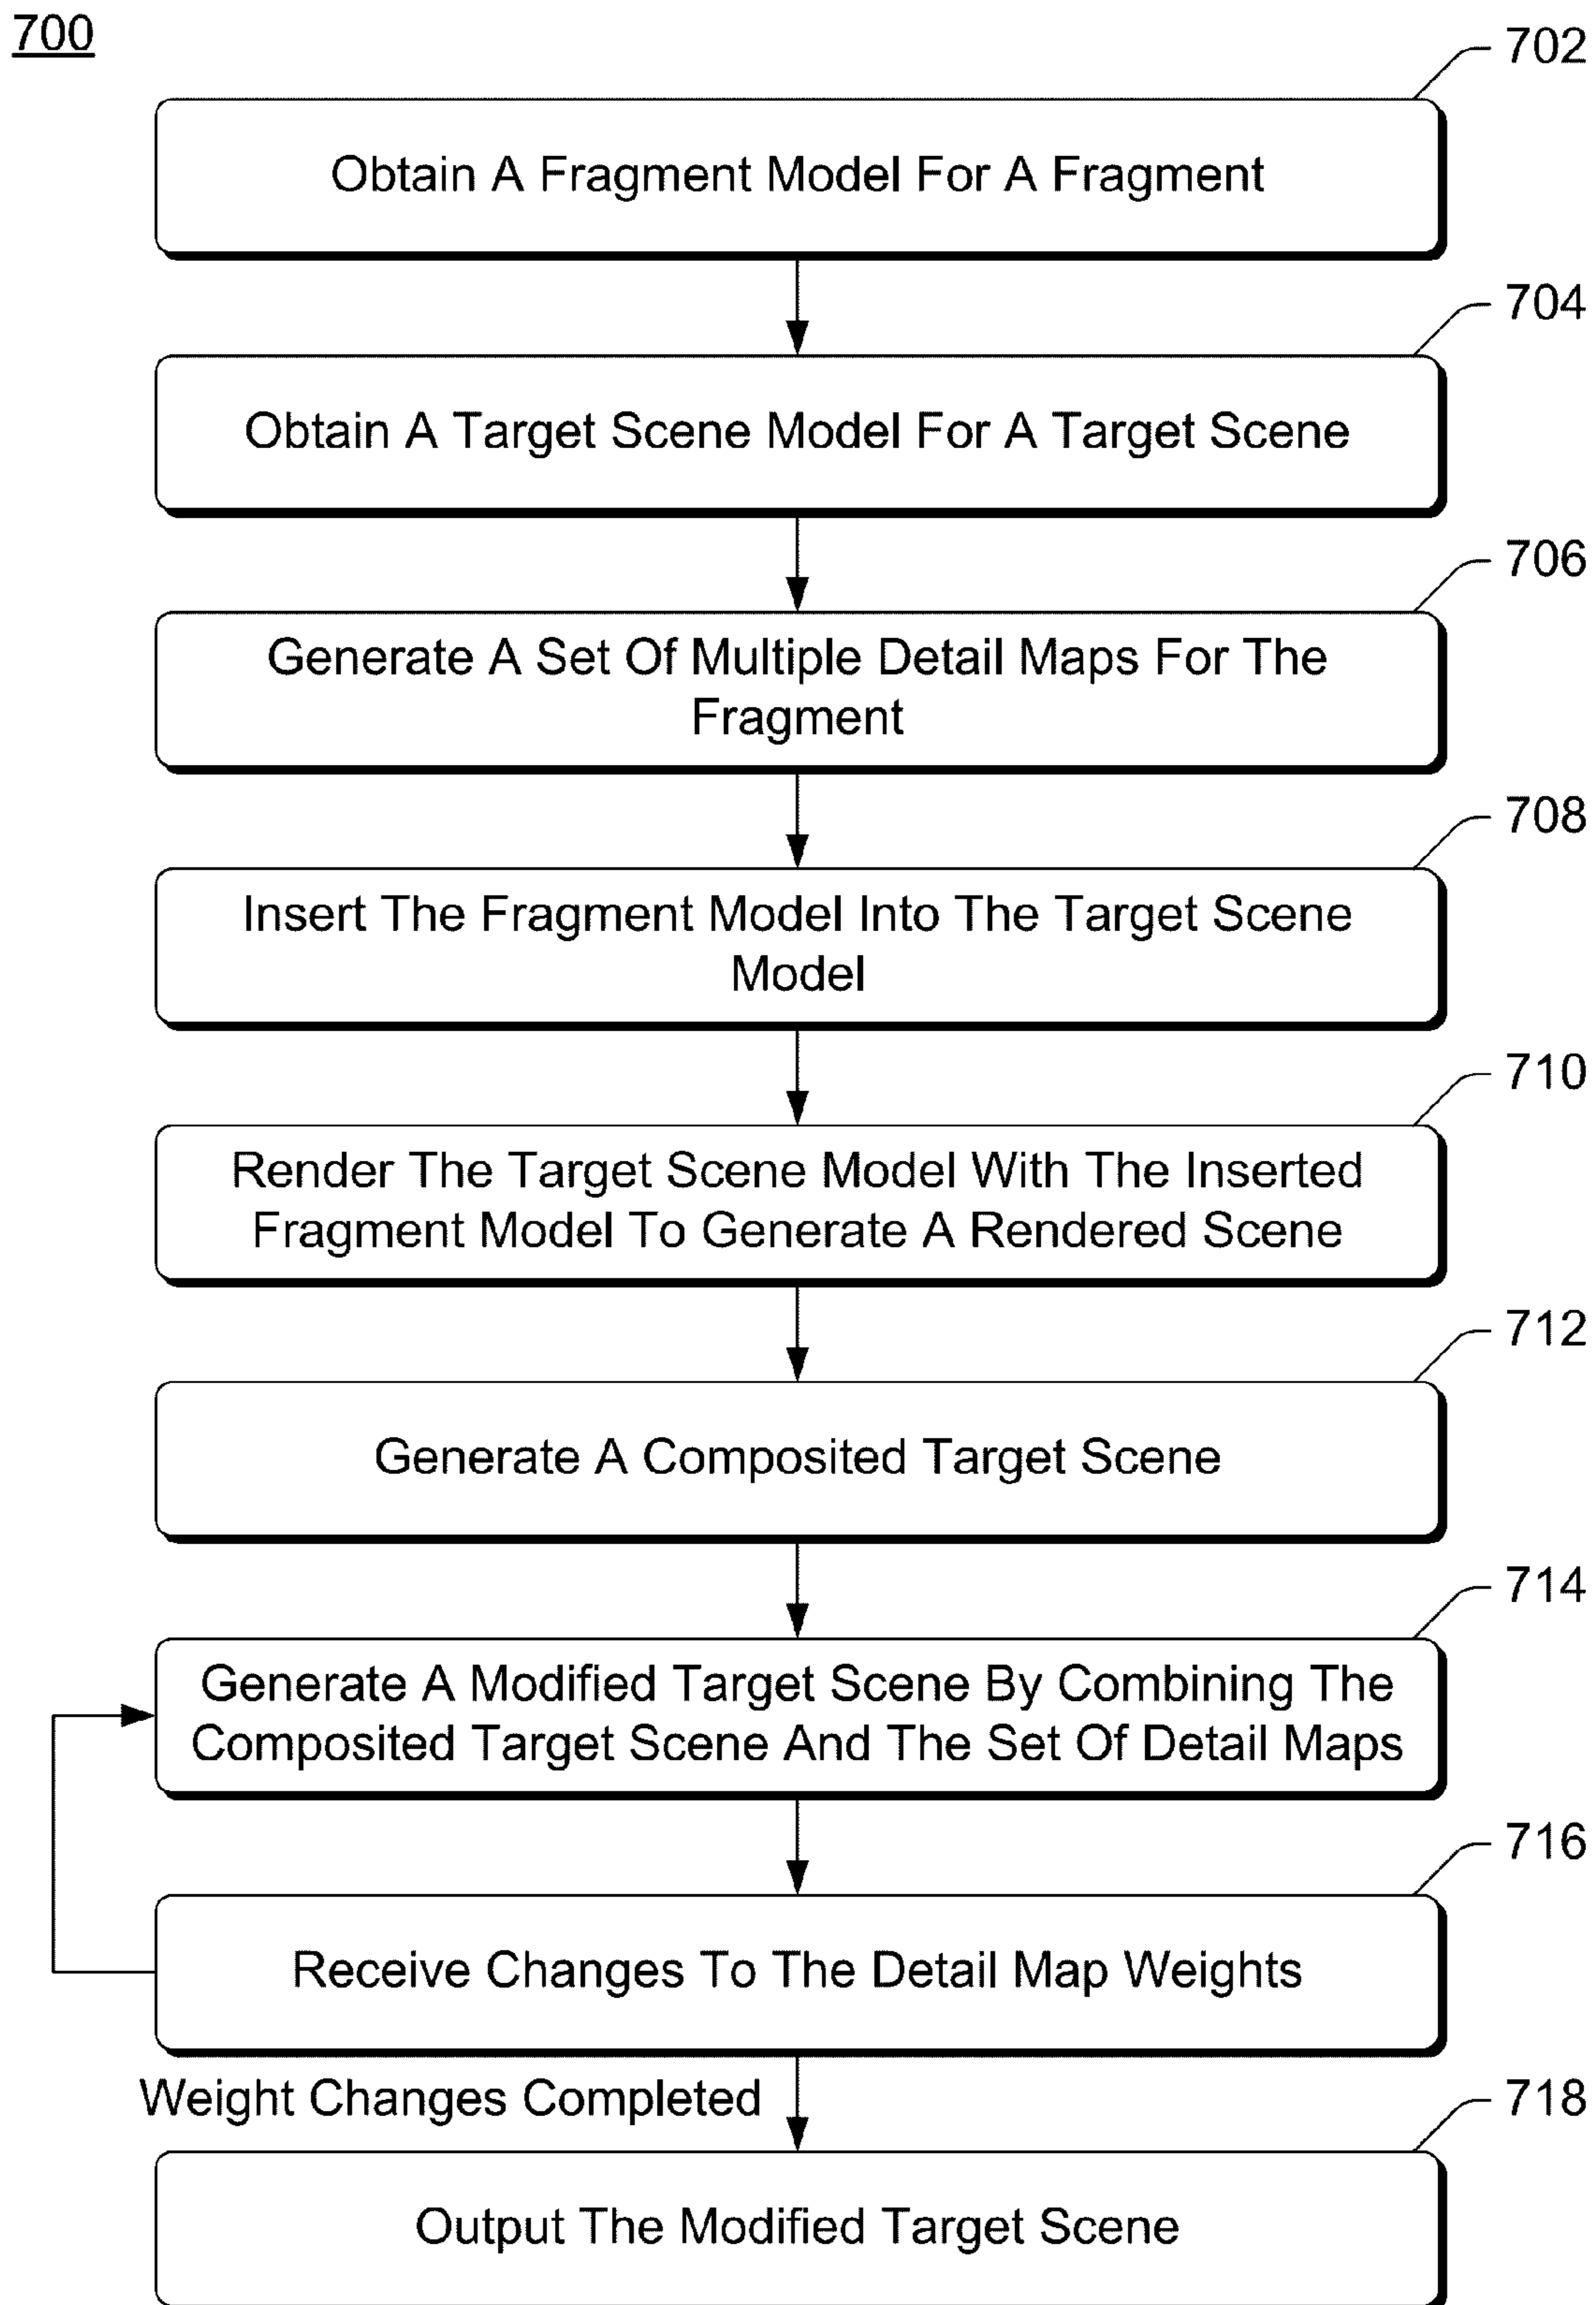 700
702
Obtain A Fragment Model For A Fragment
704
Obtain A Target Scene Model For A Target Scene
706
Generate A Set Of Multiple Detail Maps For The
Fragment
708
Insert The Fragment Model Into The Target Scene
Model
710
Render The Target Scene Model With The Inserted
Fragment Model To Generate A Rendered Scene
712
Generate A Composited Target Scene
714
Generate A Modified Target Scene By Combining The
Composited Target Scene And The Set Of Detail Maps
716
Receive Changes To The Detail Map Weights
Weight Changes Completed
718
Output The Modified Target Scene